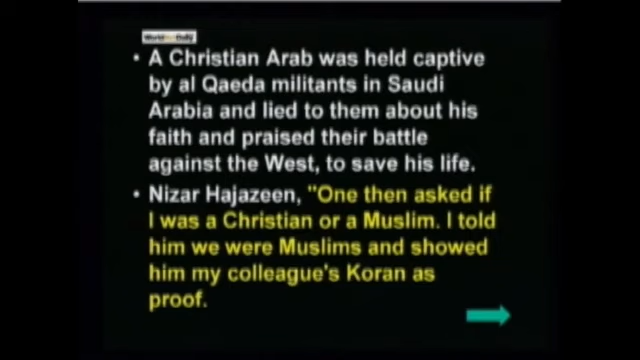 WorldNetDaily
• A Christian Arab was held captive
by al Qaeda militants in Saudi
Arabia and lied to them about his
faith and praised their battle
against the West, to save his life.
• Nizar Hajazeen, "One then asked if
I was a Christian or a Muslim. I told
him we were Muslims and showed
him my colleague's Koran as
proof.